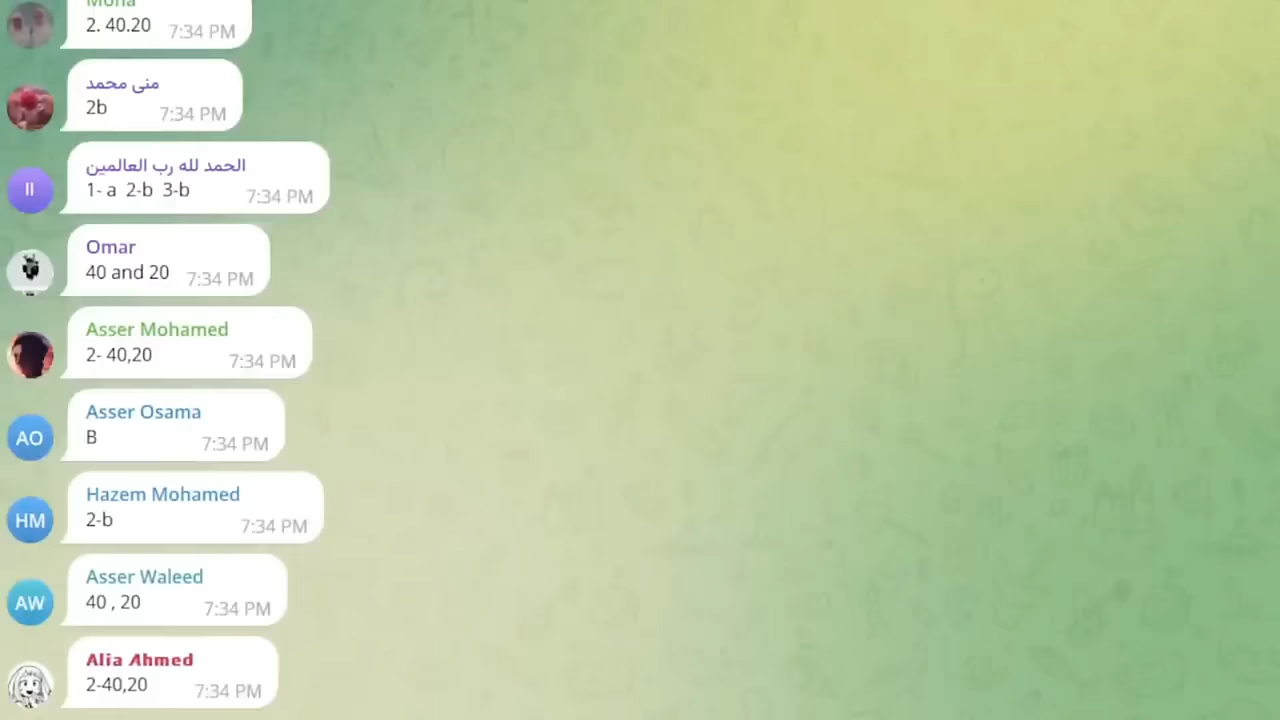 Mona
2. 40.20 7:34 PM
منى محمد
2b 7:34 PM
الحمد لله رب العالمين
II
1- a 2-b 3-b 7:34 PM
Omar
40 and 20 7:34 PM
Asser Mohamed
2- 40,20 7:34 PM
Asser Osama
AO
B 7:34 PM
Hazem Mohamed
HM
2-b 7:34 PM
Asser Waleed
AW
40 , 20 7:34 PM
Alia Ahmed
2-40,20 7:34 PM